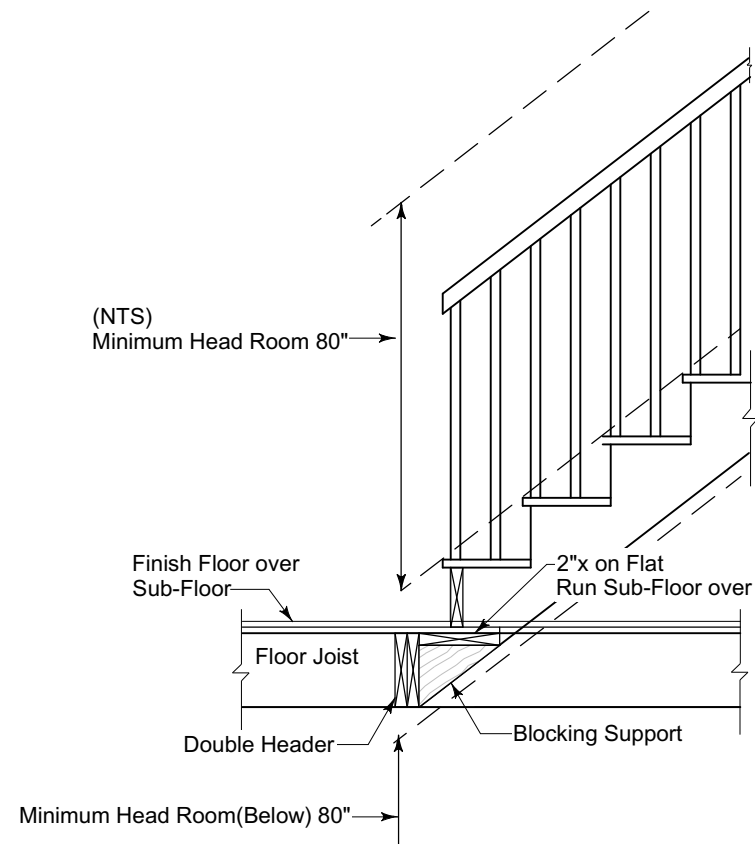 (NTS)
Minimum Head Room 80"
Finish Floor over
Sub-Floor
2"x on Flat
Run Sub-Floor over
Floor Joist
Double Header
Blocking Support
Minimum Head Room(Below) 80"